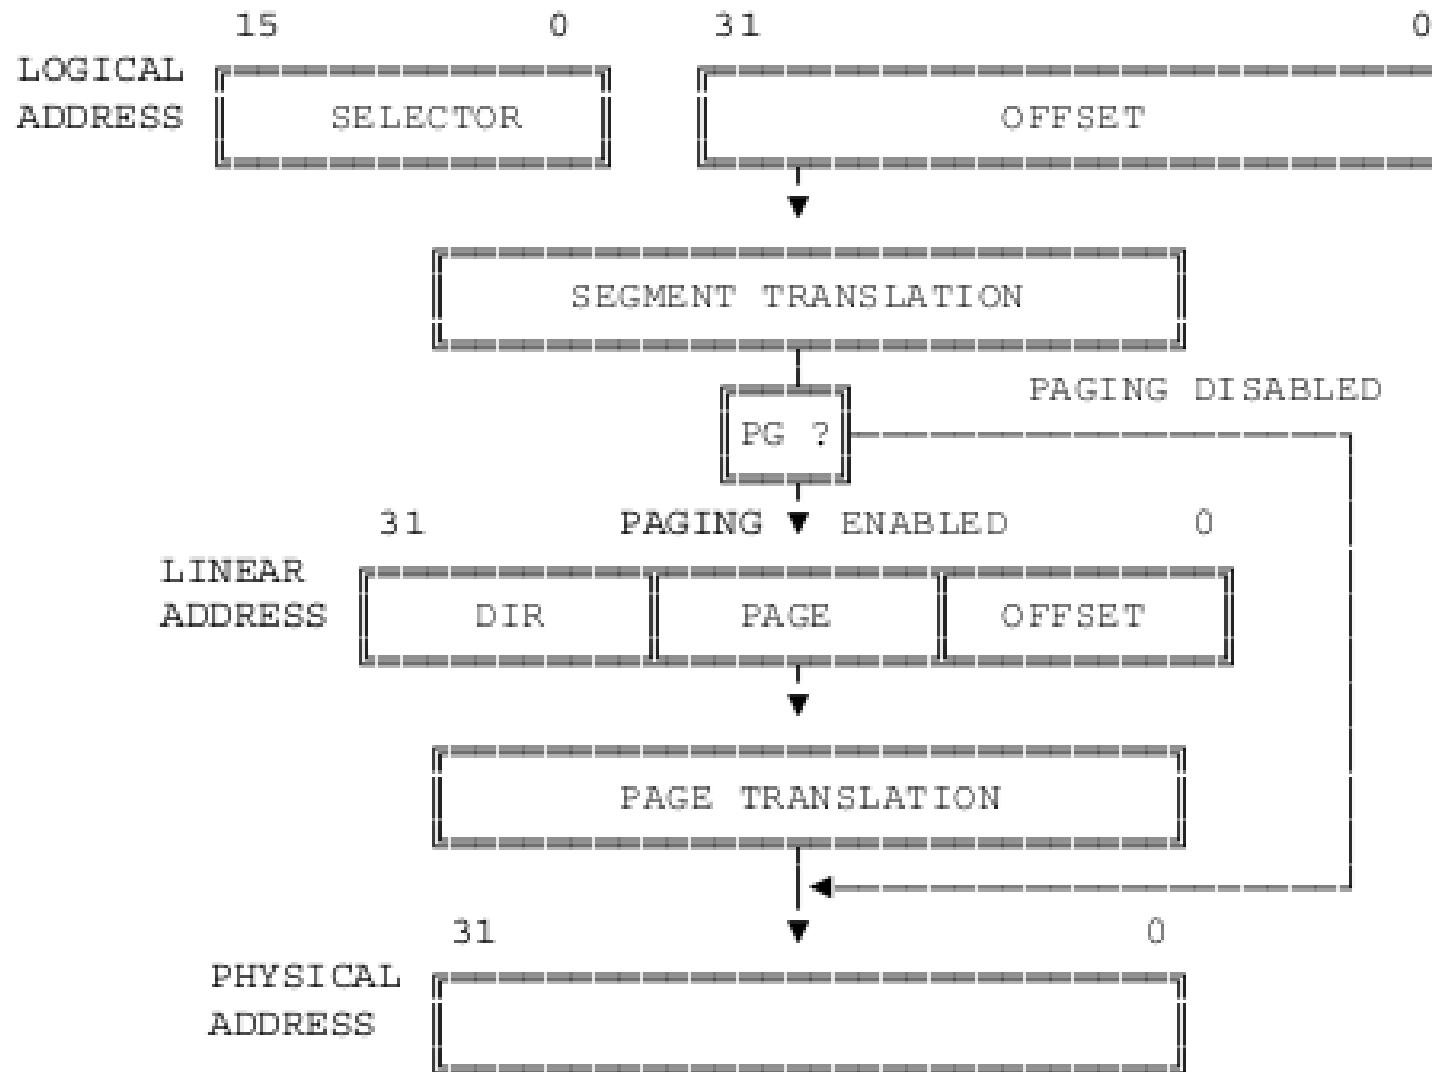 15 0 31 0
LOGICAL
ADDRESS SELECTOR OFFSET
SEGMENT TRANSLATION
PAGING DISABLED
PG ?
31 PAGING ENABLED 0
LINEAR
ADDRESS DIR PAGE OFFSET
PAGE TRANSLATION
31 0
PHYSICAL
ADDRESS